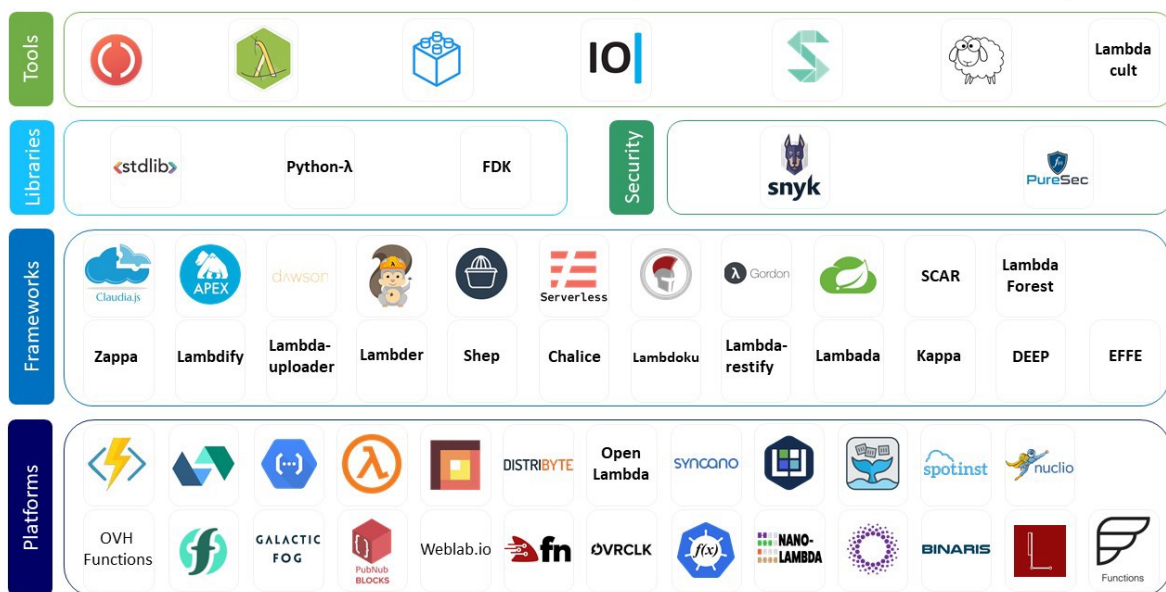 Tools
IO|
Lambda
cult
Libraries
<stdlib>
Python-λ
FDK
Security
snyk
PureSec
Frameworks
Claudia.js
APEX
dawson
Serverless
λ Gordon
SCAR
Lambda
Forest
Zappa
Lambdify
Lambda-
uploader
Lambder
Shep
Chalice
Lambdoku
Lambda-
restify
Lambada
Kappa
DEEP
EFFE
Platforms
DISTRIBYTE
Open
Lambda
SYNCANO
spotinst
nuclio
OVH
Functions
GALACTIC
FOG
PubNub
BLOCKS
Weblab.io
fn
OVRCLK
f(x)
NANO-
LAMBDA
BINARIS
Functions